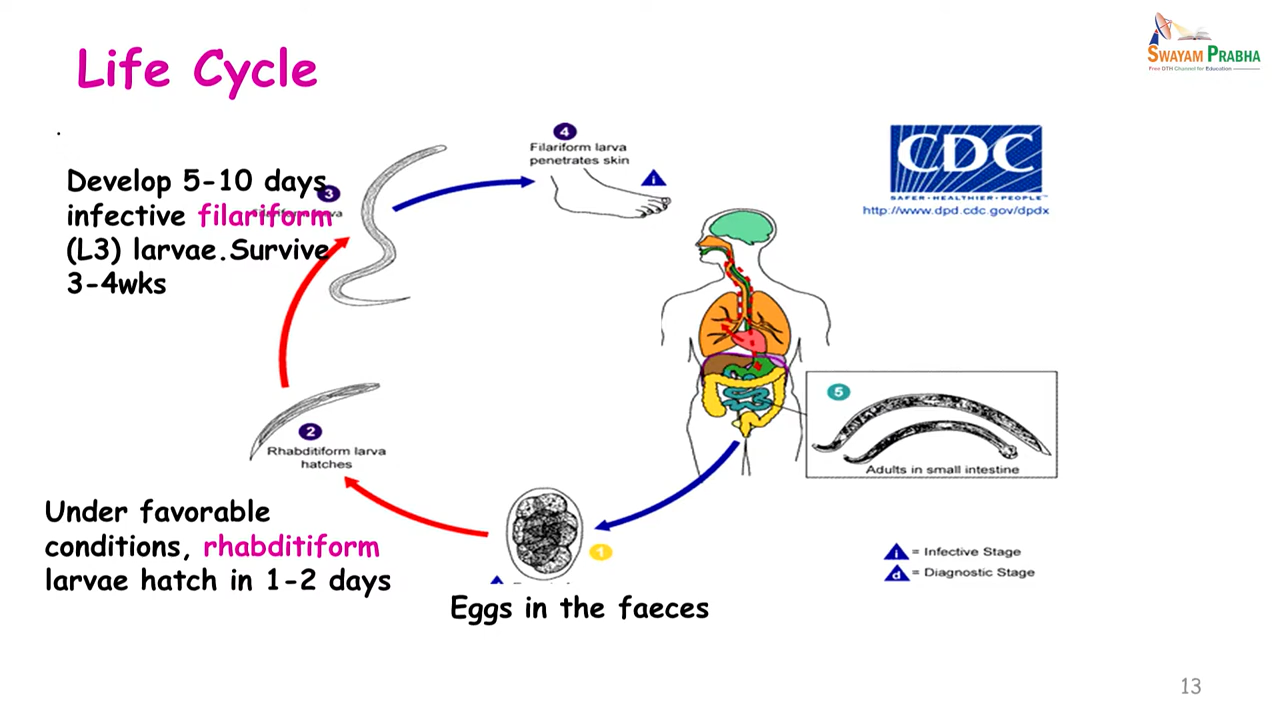 Life Cycle
SWAYAM PRABHA
Free DTH Channel for Education
.
Develop 5-10 days
infective filariform
(L3) larvae.Survive
3-4wks
3
4
Filariform larva
penetrates skin
i
CDC
SAFER • HEALTHIER • PEOPLE™
http://www.dpd.cdc.gov/dpdx
2
Rhabditiform larva
hatches
5
Adults in small intestine
Under favorable
conditions, rhabditiform
larvae hatch in 1-2 days
1
Eggs in the faeces
i = Infective Stage
d = Diagnostic Stage
13